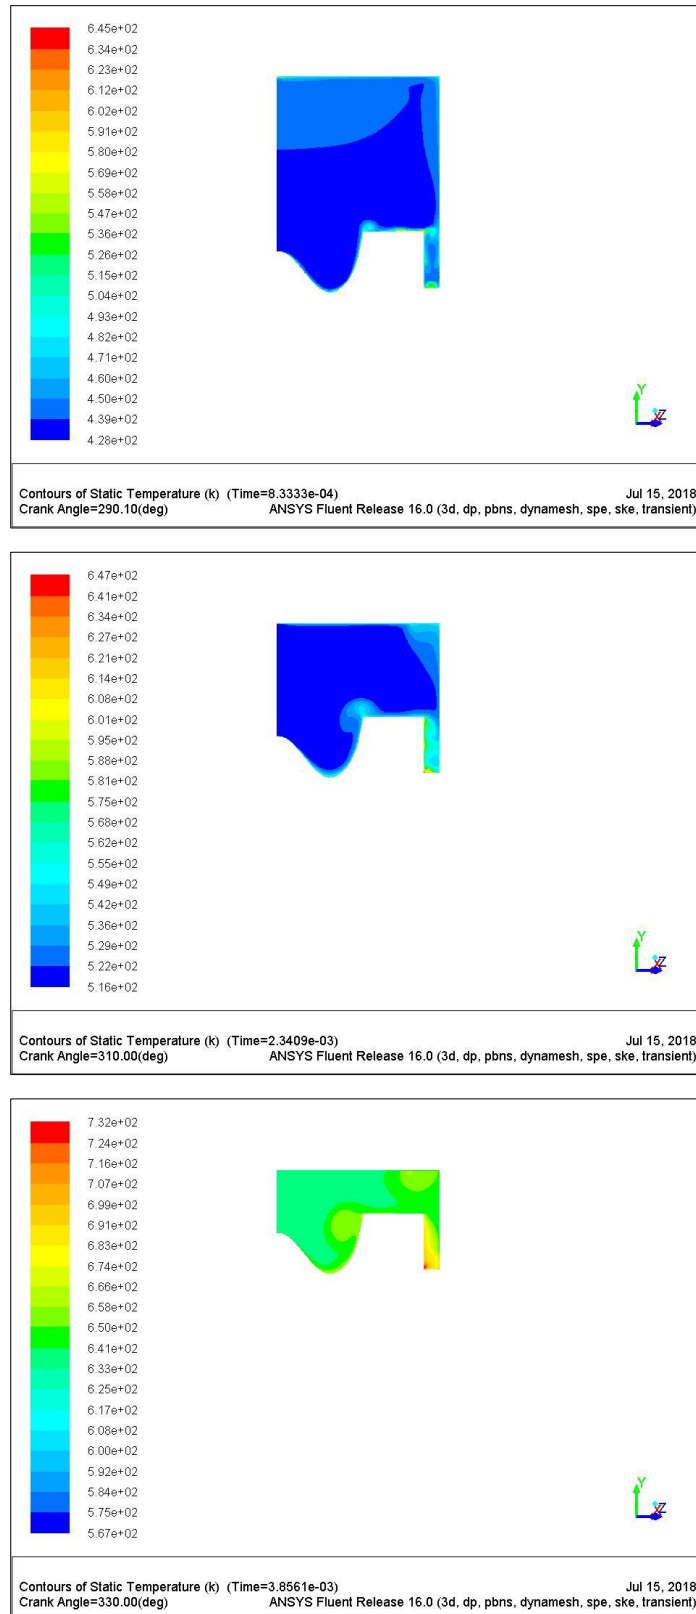 6.45e+02
6.34e+02
6.23e+02
6.12e+02
6.02e+02
5.91e+02
5.80e+02
5.69e+02
5.58e+02
5.47e+02
5.36e+02
5.26e+02
5.15e+02
5.04e+02
4.93e+02
4.82e+02
4.71e+02
4.60e+02
4.50e+02
4.39e+02
4.28e+02
Y
X
Z
Contours of Static Temperature (k) (Time=8.3333e-04) Jul 15, 2018
Crank Angle=290.10(deg) ANSYS Fluent Release 16.0 (3d, dp, pbns, dynamesh, spe, ske, transient)
6.47e+02
6.41e+02
6.34e+02
6.27e+02
6.21e+02
6.14e+02
6.08e+02
6.01e+02
5.95e+02
5.88e+02
5.81e+02
5.75e+02
5.68e+02
5.62e+02
5.55e+02
5.49e+02
5.42e+02
5.36e+02
5.29e+02
5.22e+02
5.16e+02
Y
X
Z
Contours of Static Temperature (k) (Time=2.3409e-03) Jul 15, 2018
Crank Angle=310.00(deg) ANSYS Fluent Release 16.0 (3d, dp, pbns, dynamesh, spe, ske, transient)
7.32e+02
7.24e+02
7.16e+02
7.07e+02
6.99e+02
6.91e+02
6.83e+02
6.74e+02
6.66e+02
6.58e+02
6.50e+02
6.41e+02
6.33e+02
6.25e+02
6.17e+02
6.08e+02
6.00e+02
5.92e+02
5.84e+02
5.75e+02
5.67e+02
Y
X
Z
Contours of Static Temperature (k) (Time=3.8561e-03) Jul 15, 2018
Crank Angle=330.00(deg) ANSYS Fluent Release 16.0 (3d, dp, pbns, dynamesh, spe, ske, transient)